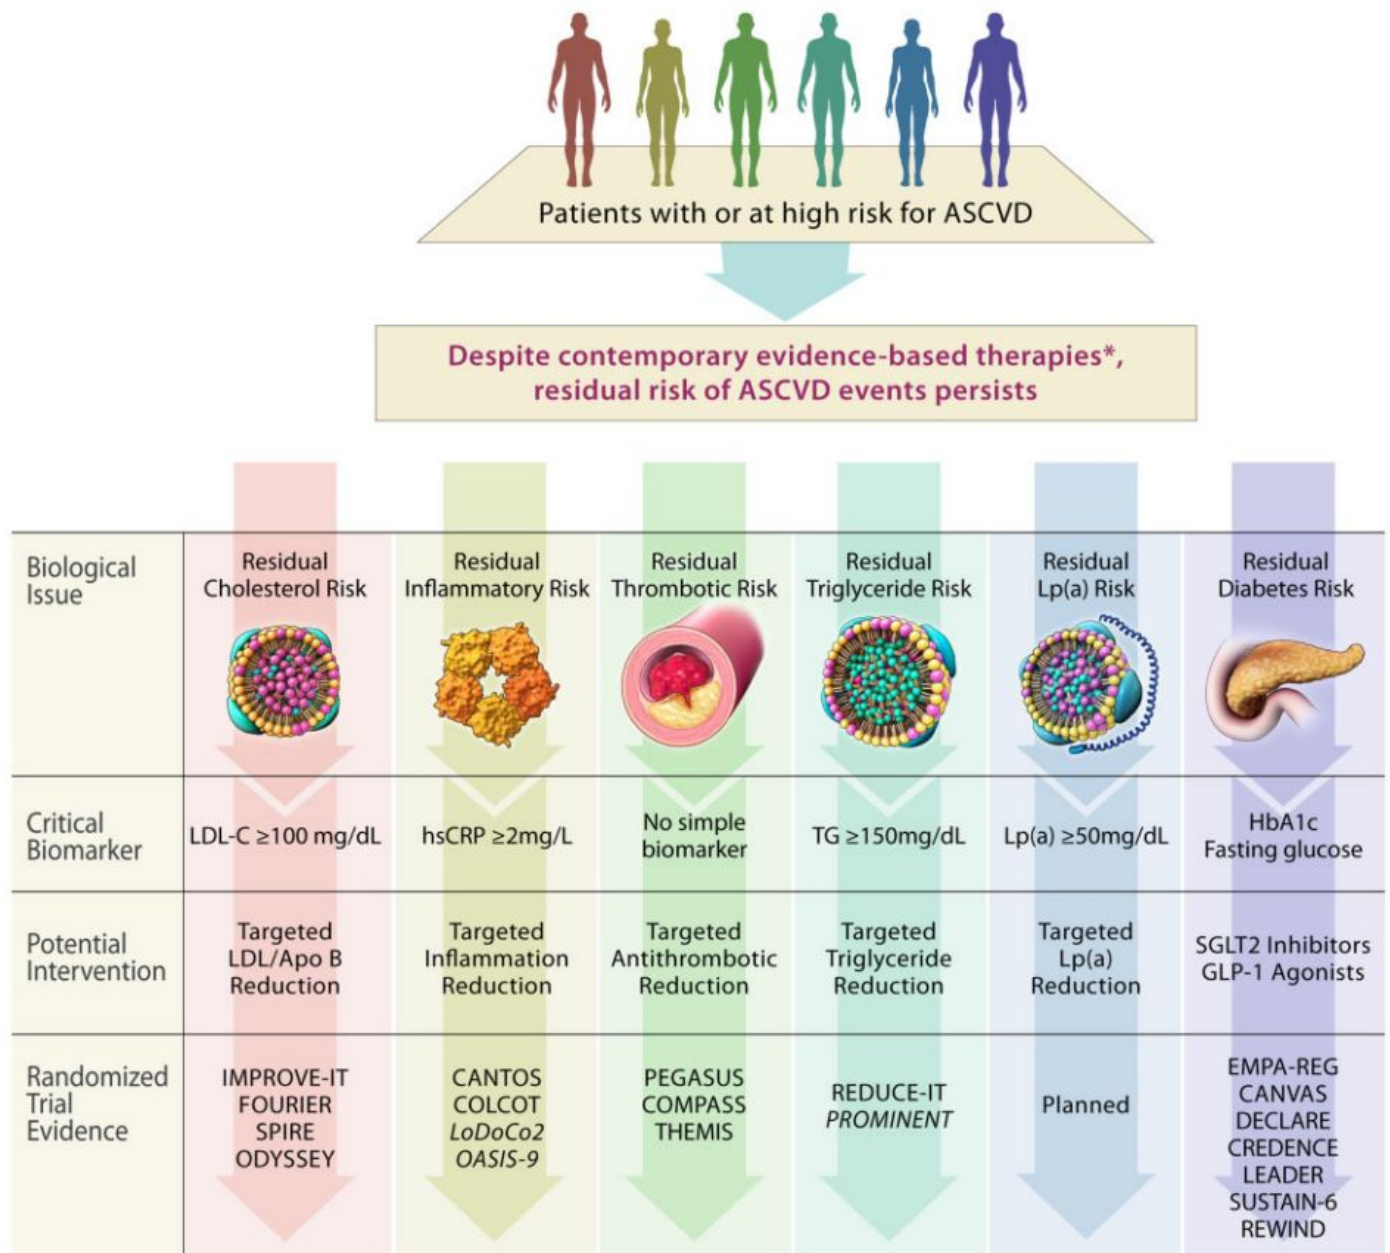 Patients with or at high risk for ASCVD
Despite contemporary evidence-based therapies*,
residual risk of ASCVD events persists
Biological
Issue
Residual
Cholesterol Risk
Residual
Inflammatory Risk
Residual
Thrombotic Risk
Residual
Triglyceride Risk
Residual
Lp(a) Risk
Residual
Diabetes Risk
Critical
Biomarker
LDL-C ≥100 mg/dL
hsCRP ≥2mg/L
No simple
biomarker
TG ≥150mg/dL
Lp(a) ≥50mg/dL
HbA1c
Fasting glucose
Potential
Intervention
Targeted
LDL/Apo B
Reduction
Targeted
Inflammation
Reduction
Targeted
Antithrombotic
Reduction
Targeted
Triglyceride
Reduction
Targeted
Lp(a)
Reduction
SGLT2 Inhibitors
GLP-1 Agonists
Randomized
Trial
Evidence
IMPROVE-IT
FOURIER
SPIRE
ODYSSEY
CANTOS
COLCOT
LoDoCo2
OASIS-9
PEGASUS
COMPASS
THEMIS
REDUCE-IT
PROMINENT
Planned
EMPA-REG
CANVAS
DECLARE
CREDENCE
LEADER
SUSTAIN-6
REWIND